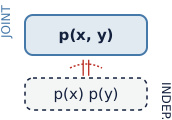 JOINT
p(x, y)
p(x) p(y)
INDEP.